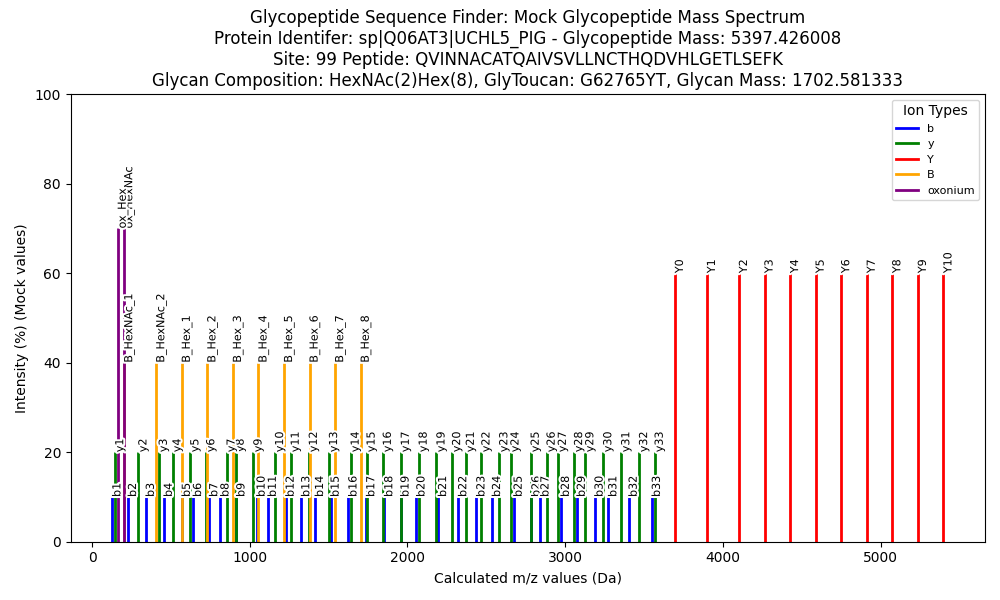 Glycopeptide Sequence Finder: Mock Glycopeptide Mass Spectrum
Protein Identifer: sp|Q06AT3|UCHL5_PIG - Glycopeptide Mass: 5397.426008
Site: 99 Peptide: QVINNACATQAIVSVLLNCTHQDVHLGETLSEFK
Glycan Composition: HexNAc(2)Hex(8), GlyToucan: G62765YT, Glycan Mass: 1702.581333
100
80
60
40
20
0
Intensity (%) (Mock values)
Ion Types
b
y
Y
B
oxonium
ox_Hex
ox_HexNAc
Y0
Y1
Y2
Y3
Y4
Y5
Y6
Y7
Y8
Y9
Y10
B_HexNAc_1
B_HexNAc_2
B_Hex_1
B_Hex_2
B_Hex_3
B_Hex_4
B_Hex_5
B_Hex_6
B_Hex_7
B_Hex_8
y1
y2
y3
y4
y5
y6
y7
y8
y9
y10
y11
y12
y13
y14
y15
y16
y17
y18
y19
y20
y21
y22
y23
y24
y25
y26
y27
y28
y29
y30
y31
y32
y33
b1
b2
b3
b4
b5
b6
b7
b8
b9
b10
b11
b12
b13
b14
b15
b16
b17
b18
b19
b20
b21
b22
b23
b24
b25
b26
b27
b28
b29
b30
b31
b32
b33
0
1000
2000
3000
4000
5000
Calculated m/z values (Da)